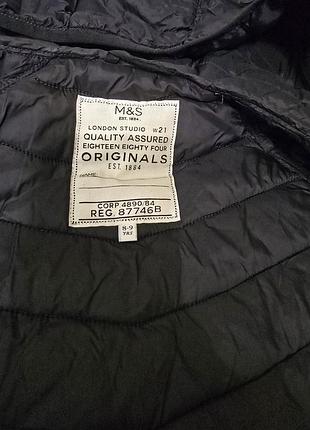 M&S
EST. 1884
LONDON STUDIO W21
QUALITY ASSURED
EIGHTEEN EIGHTY FOUR
ORIGINALS
EST. 1884
NAME
CORP 4890/84
REG. 87746B
8-9
YRS